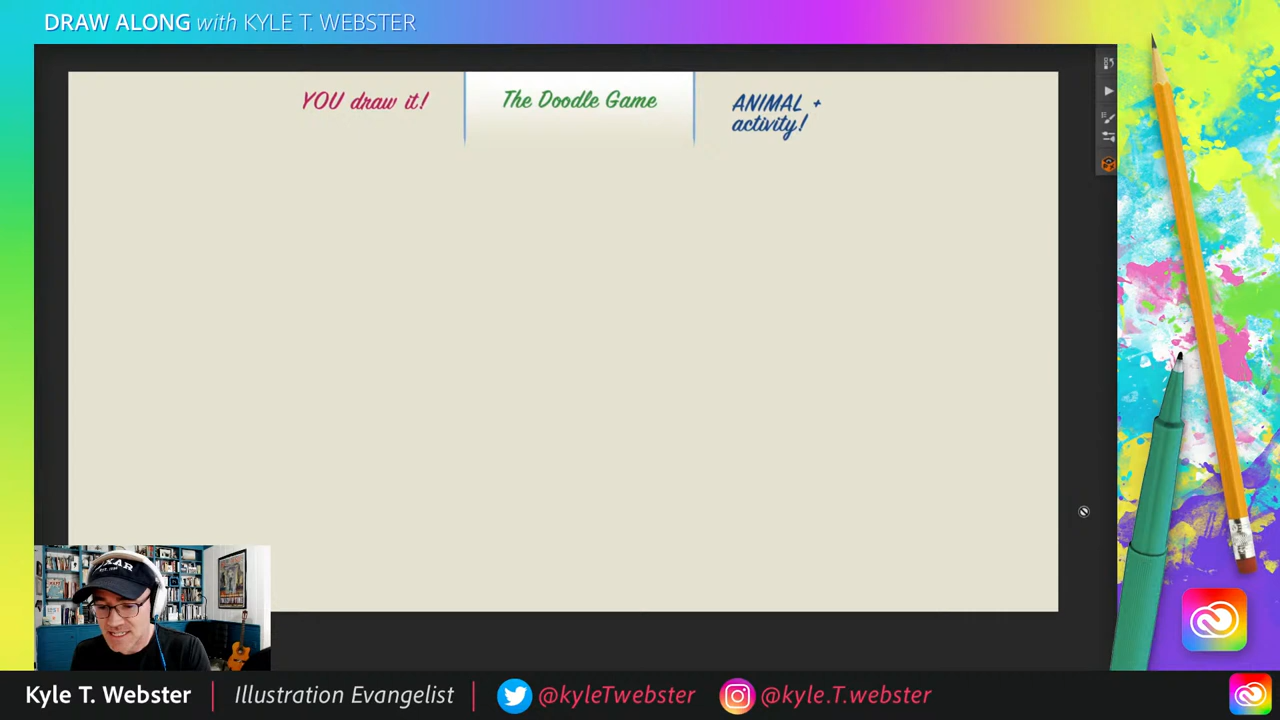 DRAW ALONG with KYLE T. WEBSTER
YOU draw it!
The Doodle Game
ANIMAL +
activity!
Kyle T. Webster | Illustration Evangelist | @kyleTwebster @kyle.T.webster